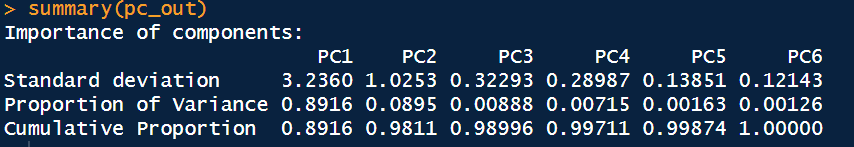 > summary(pc_out)
Importance of components:
PC1 PC2 PC3 PC4 PC5 PC6
Standard deviation 3.2360 1.0253 0.32293 0.28987 0.13851 0.12143
Proportion of Variance 0.8916 0.0895 0.00888 0.00715 0.00163 0.00126
Cumulative Proportion 0.8916 0.9811 0.98996 0.99711 0.99874 1.00000